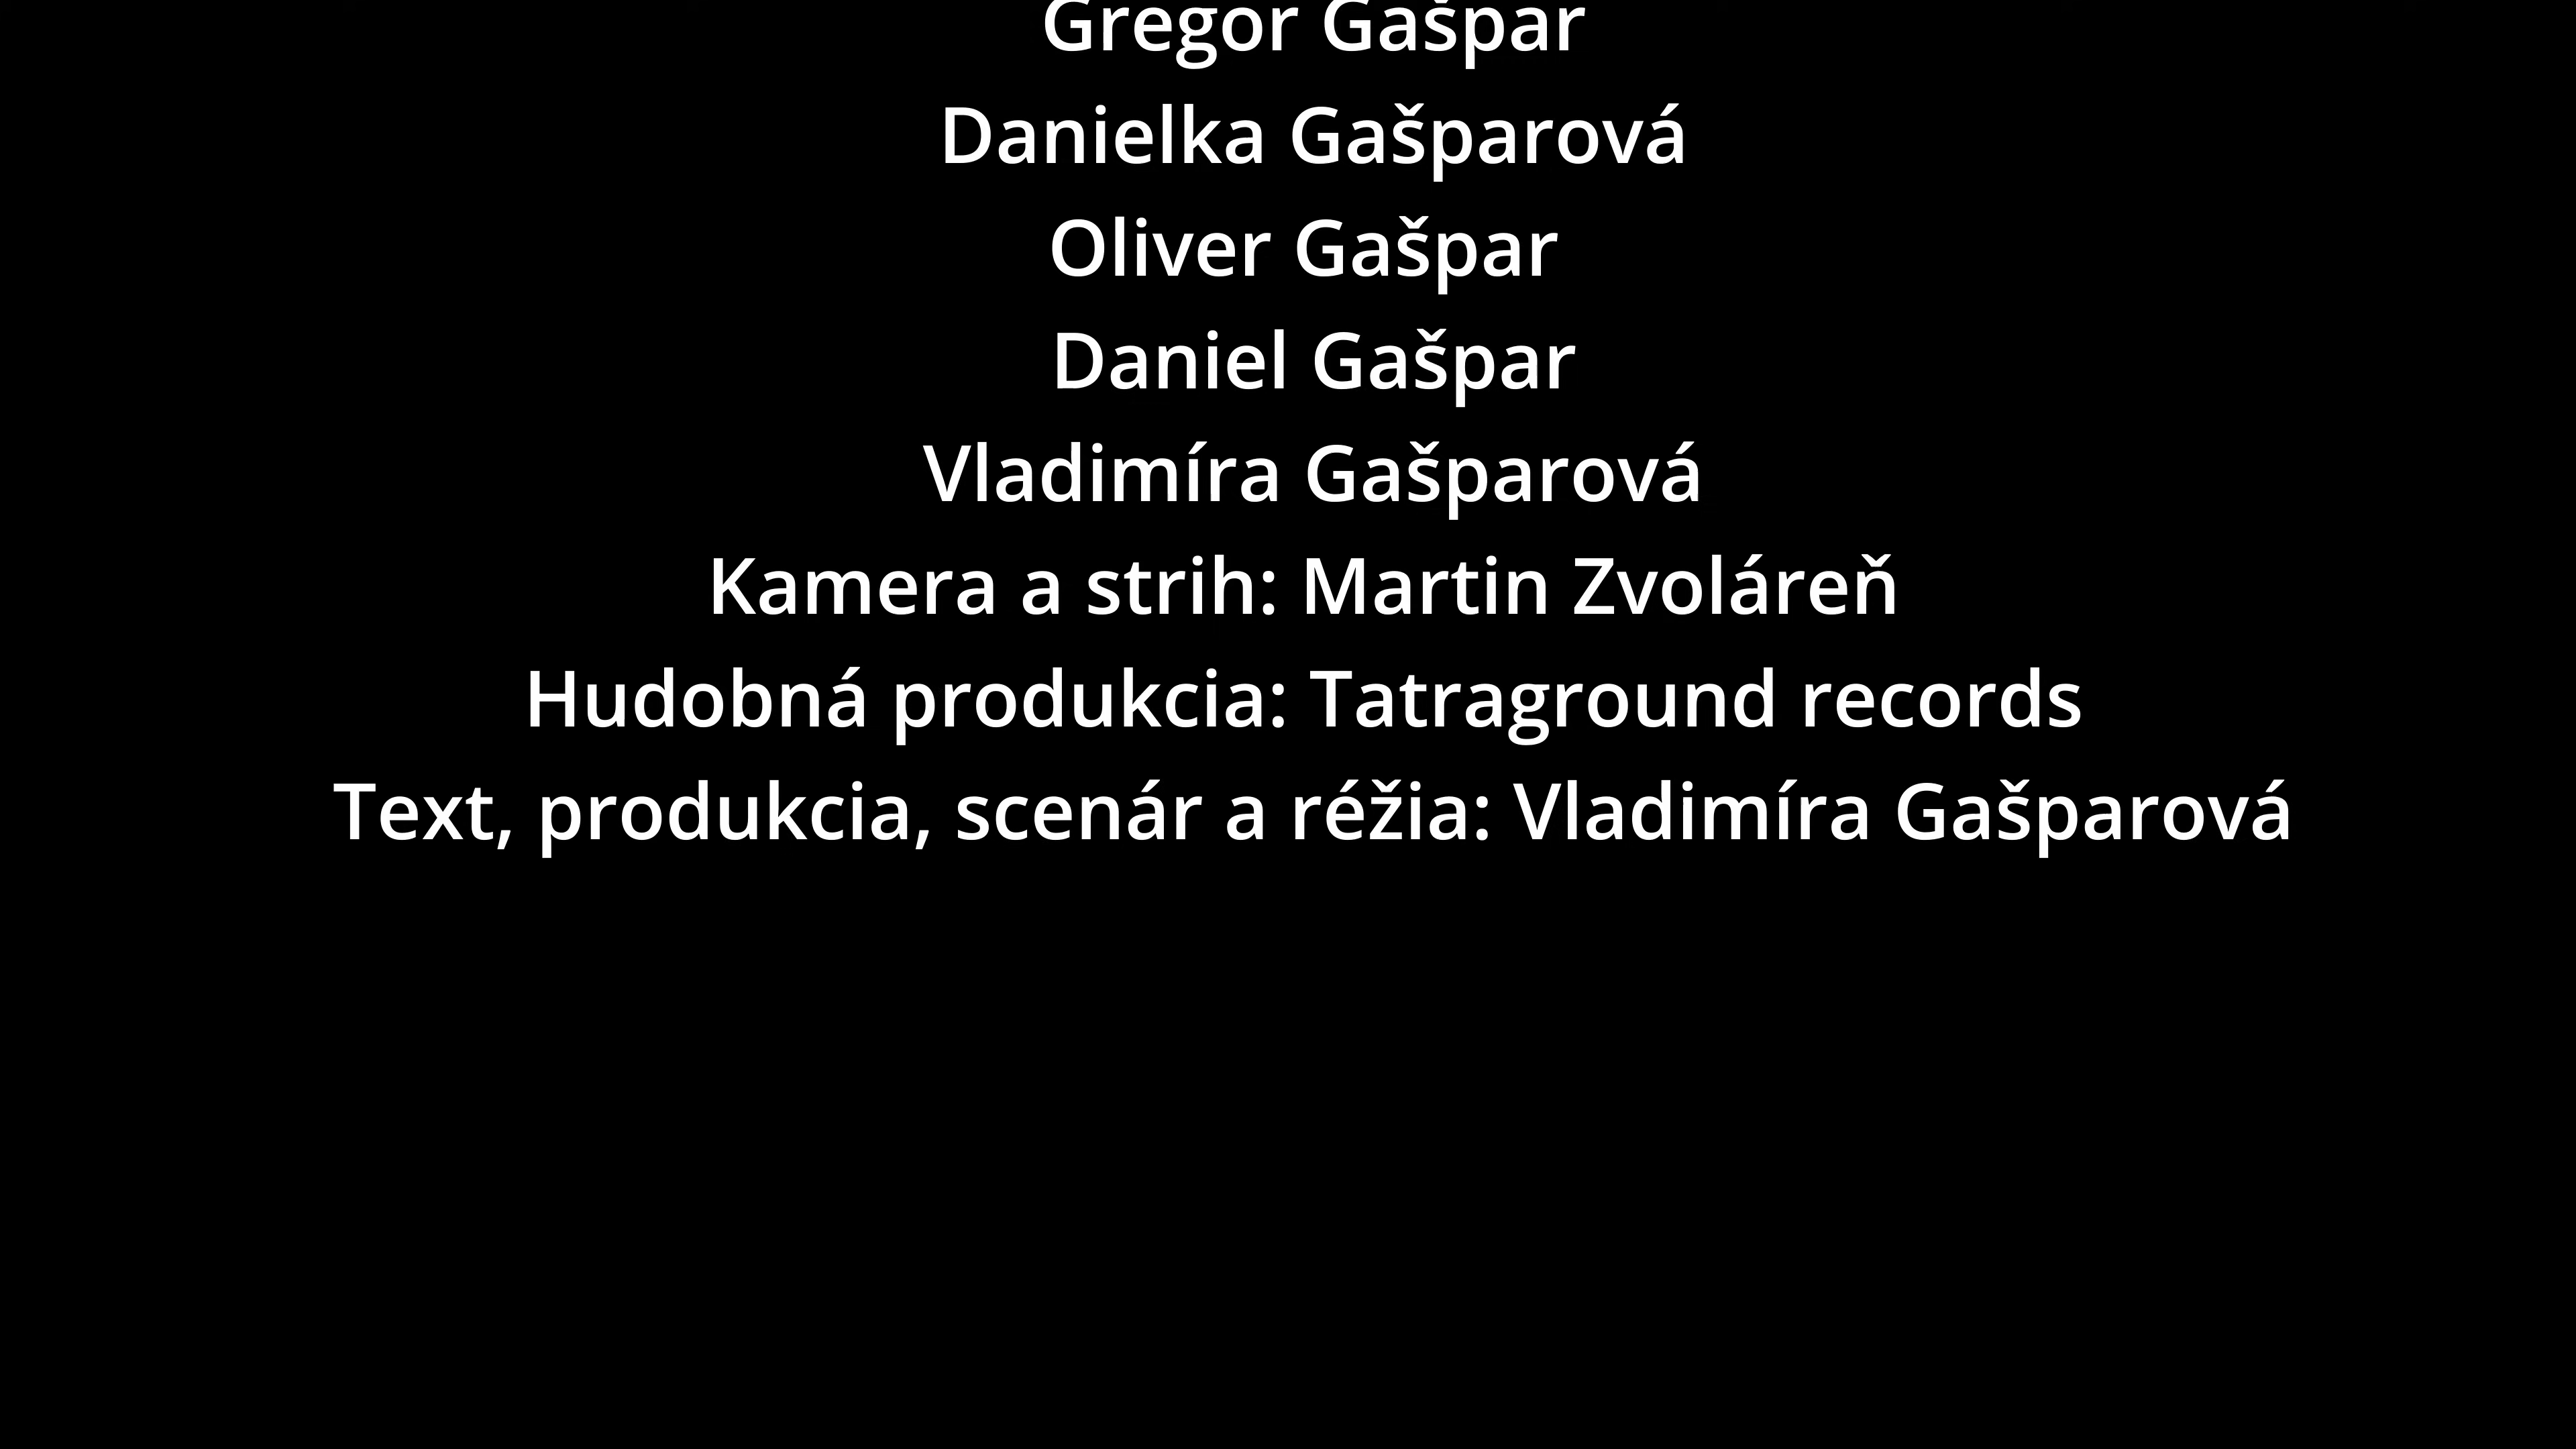 Gregor Gašpar
Danielka Gašparová
Oliver Gašpar
Daniel Gašpar
Vladimíra Gašparová
Kamera a strih: Martin Zvoláreň
Hudobná produkcia: Tatraground records
Text, produkcia, scenár a réžia: Vladimíra Gašparová